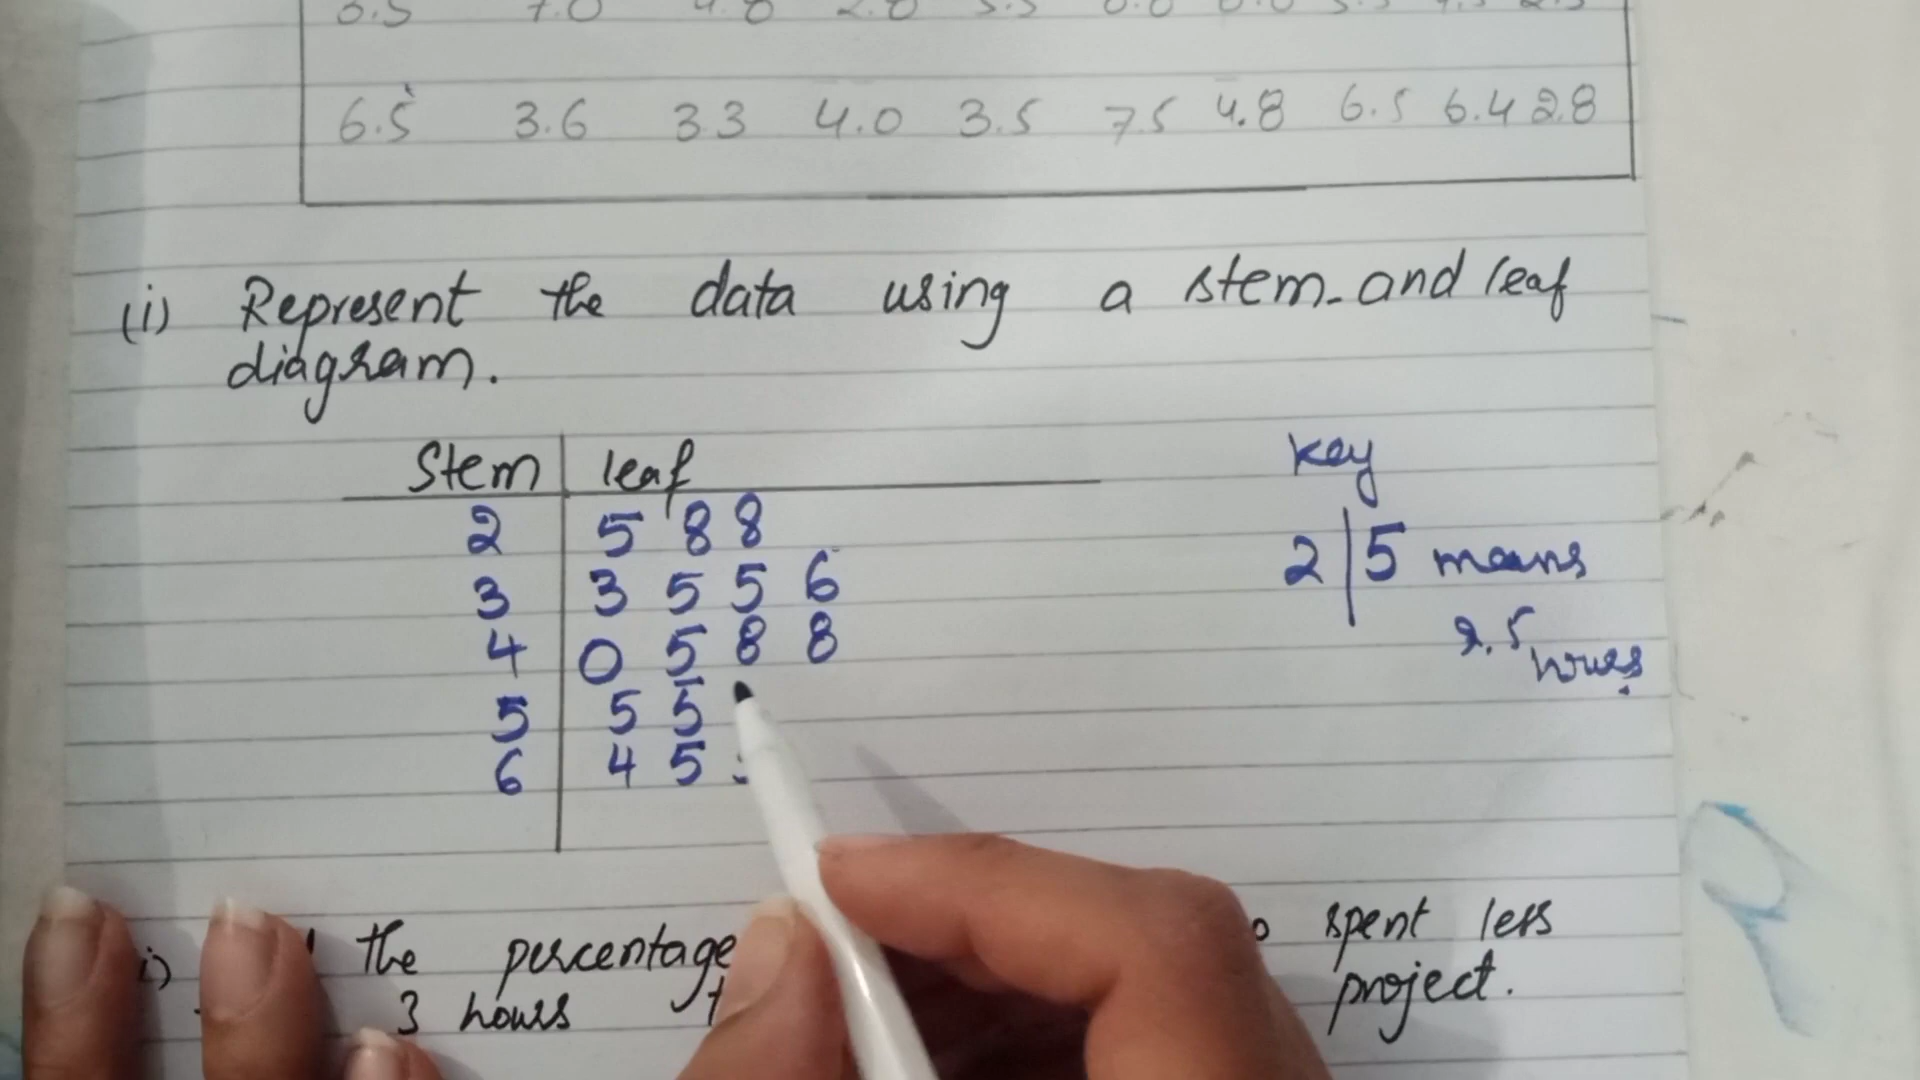 6.5 3.6 3.3 4.0 3.5 7.5 4.8 6.5 6.4 2.8
(i) Represent the data using a stem-and leaf
diagram.
Stem leaf
2 5 8 8
3 3 5 5 6
4 0 5 8 8
5 5 5
6 4 5
key
2 | 5 means
2.5
hours
i) the percentage spent less
3 hours project.